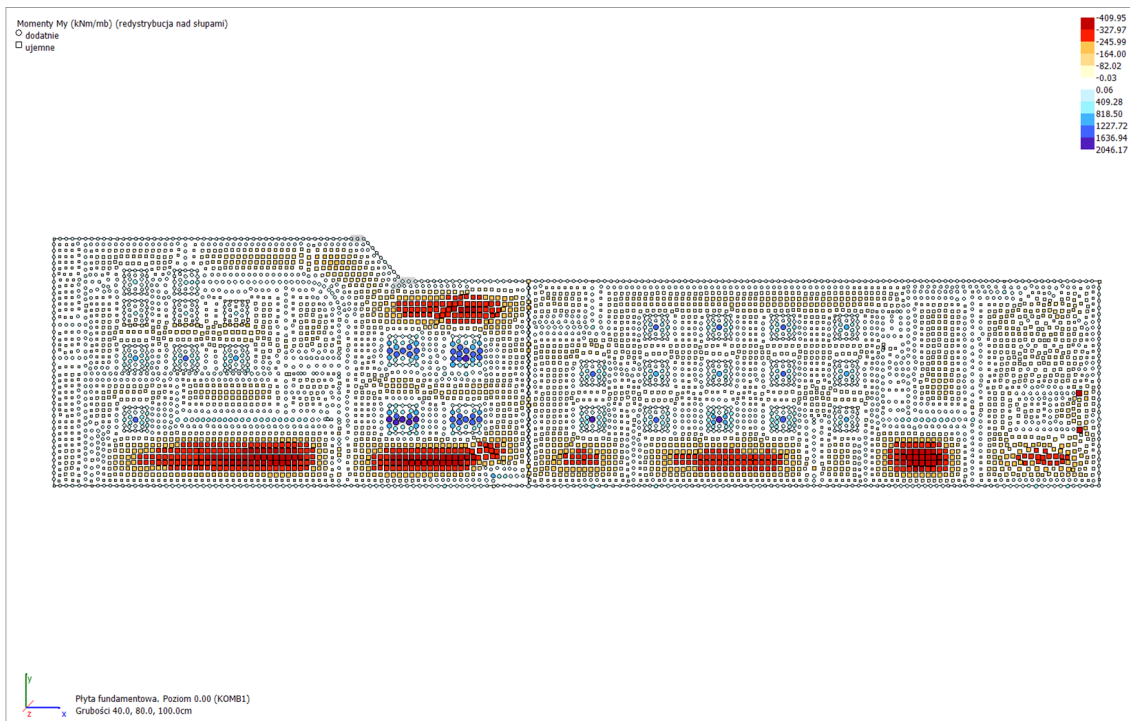 Momenty My (kNm/mb) (redystrybucja nad słupami)
dodatnie
ujemne
-409.95
-327.97
-245.99
-164.00
-82.02
-0.03
0.06
409.28
818.50
1227.72
1636.94
2046.17
y
z
x
Płyta fundamentowa. Poziom 0.00 (KOMB1)
Grubości 40.0, 80.0, 100.0cm